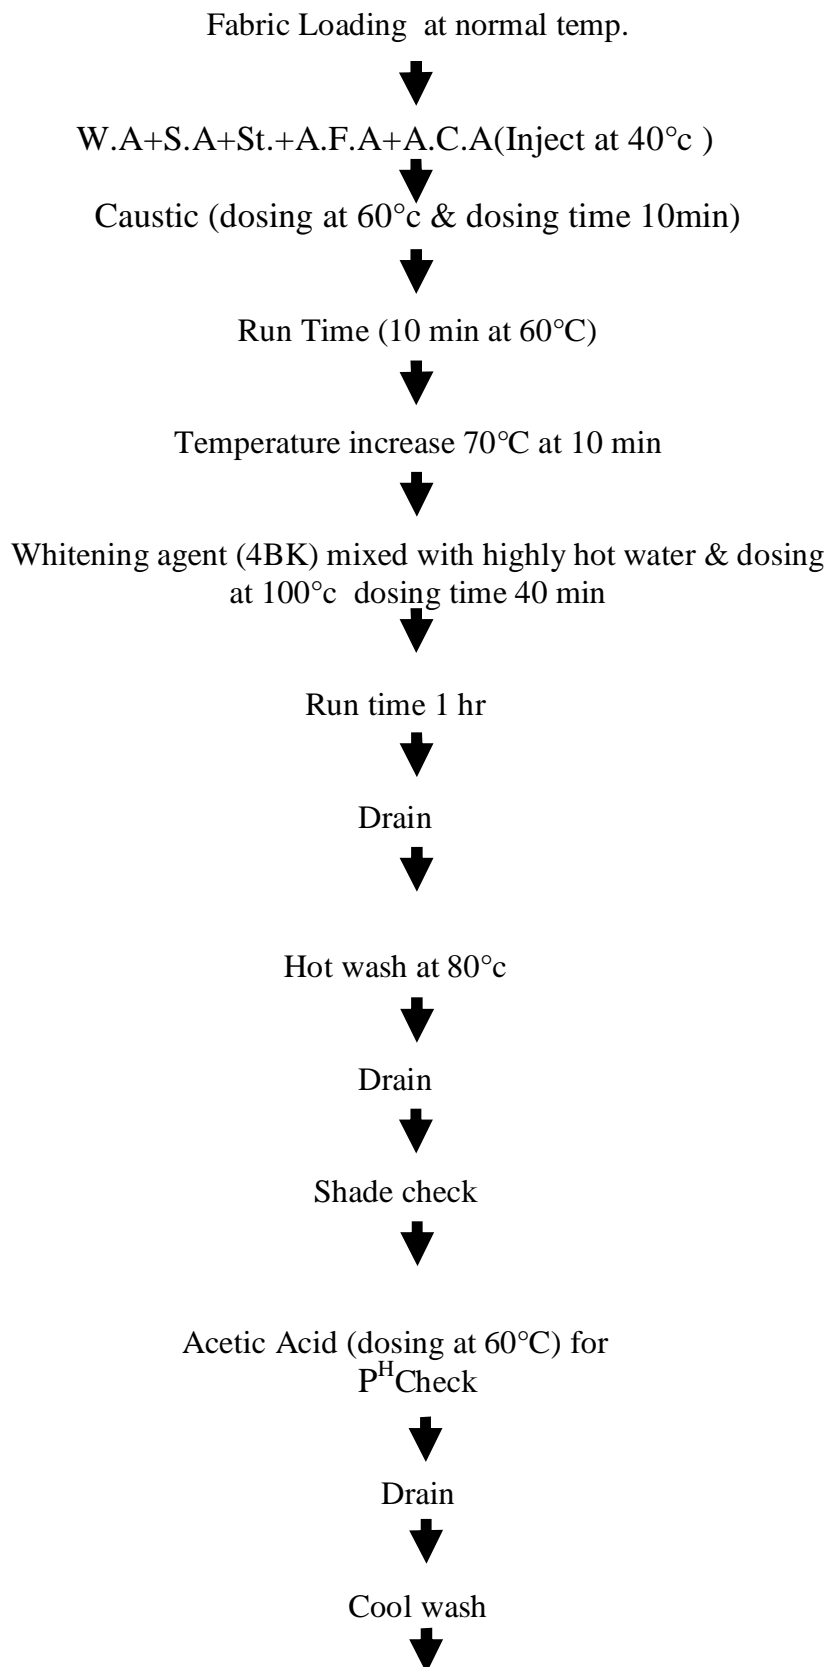 Fabric Loading at normal temp.
W.A+S.A+St.+A.F.A+A.C.A(Inject at 40°c )
Caustic (dosing at 60°c & dosing time 10min)
Run Time (10 min at 60°C)
Temperature increase 70°C at 10 min
Whitening agent (4BK) mixed with highly hot water & dosing
at 100°c dosing time 40 min
Run time 1 hr
Drain
Hot wash at 80°c
Drain
Shade check
Acetic Acid (dosing at 60°C) for
P^H Check
Drain
Cool wash